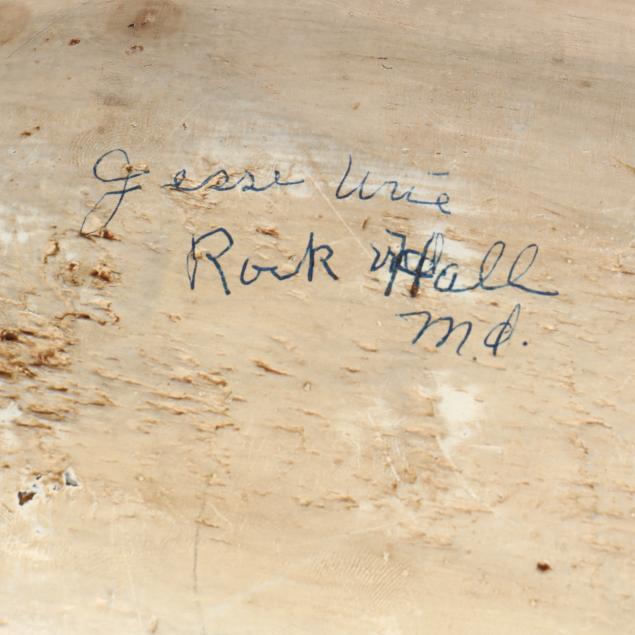 Jesse Urie
Rock Hall
Md.